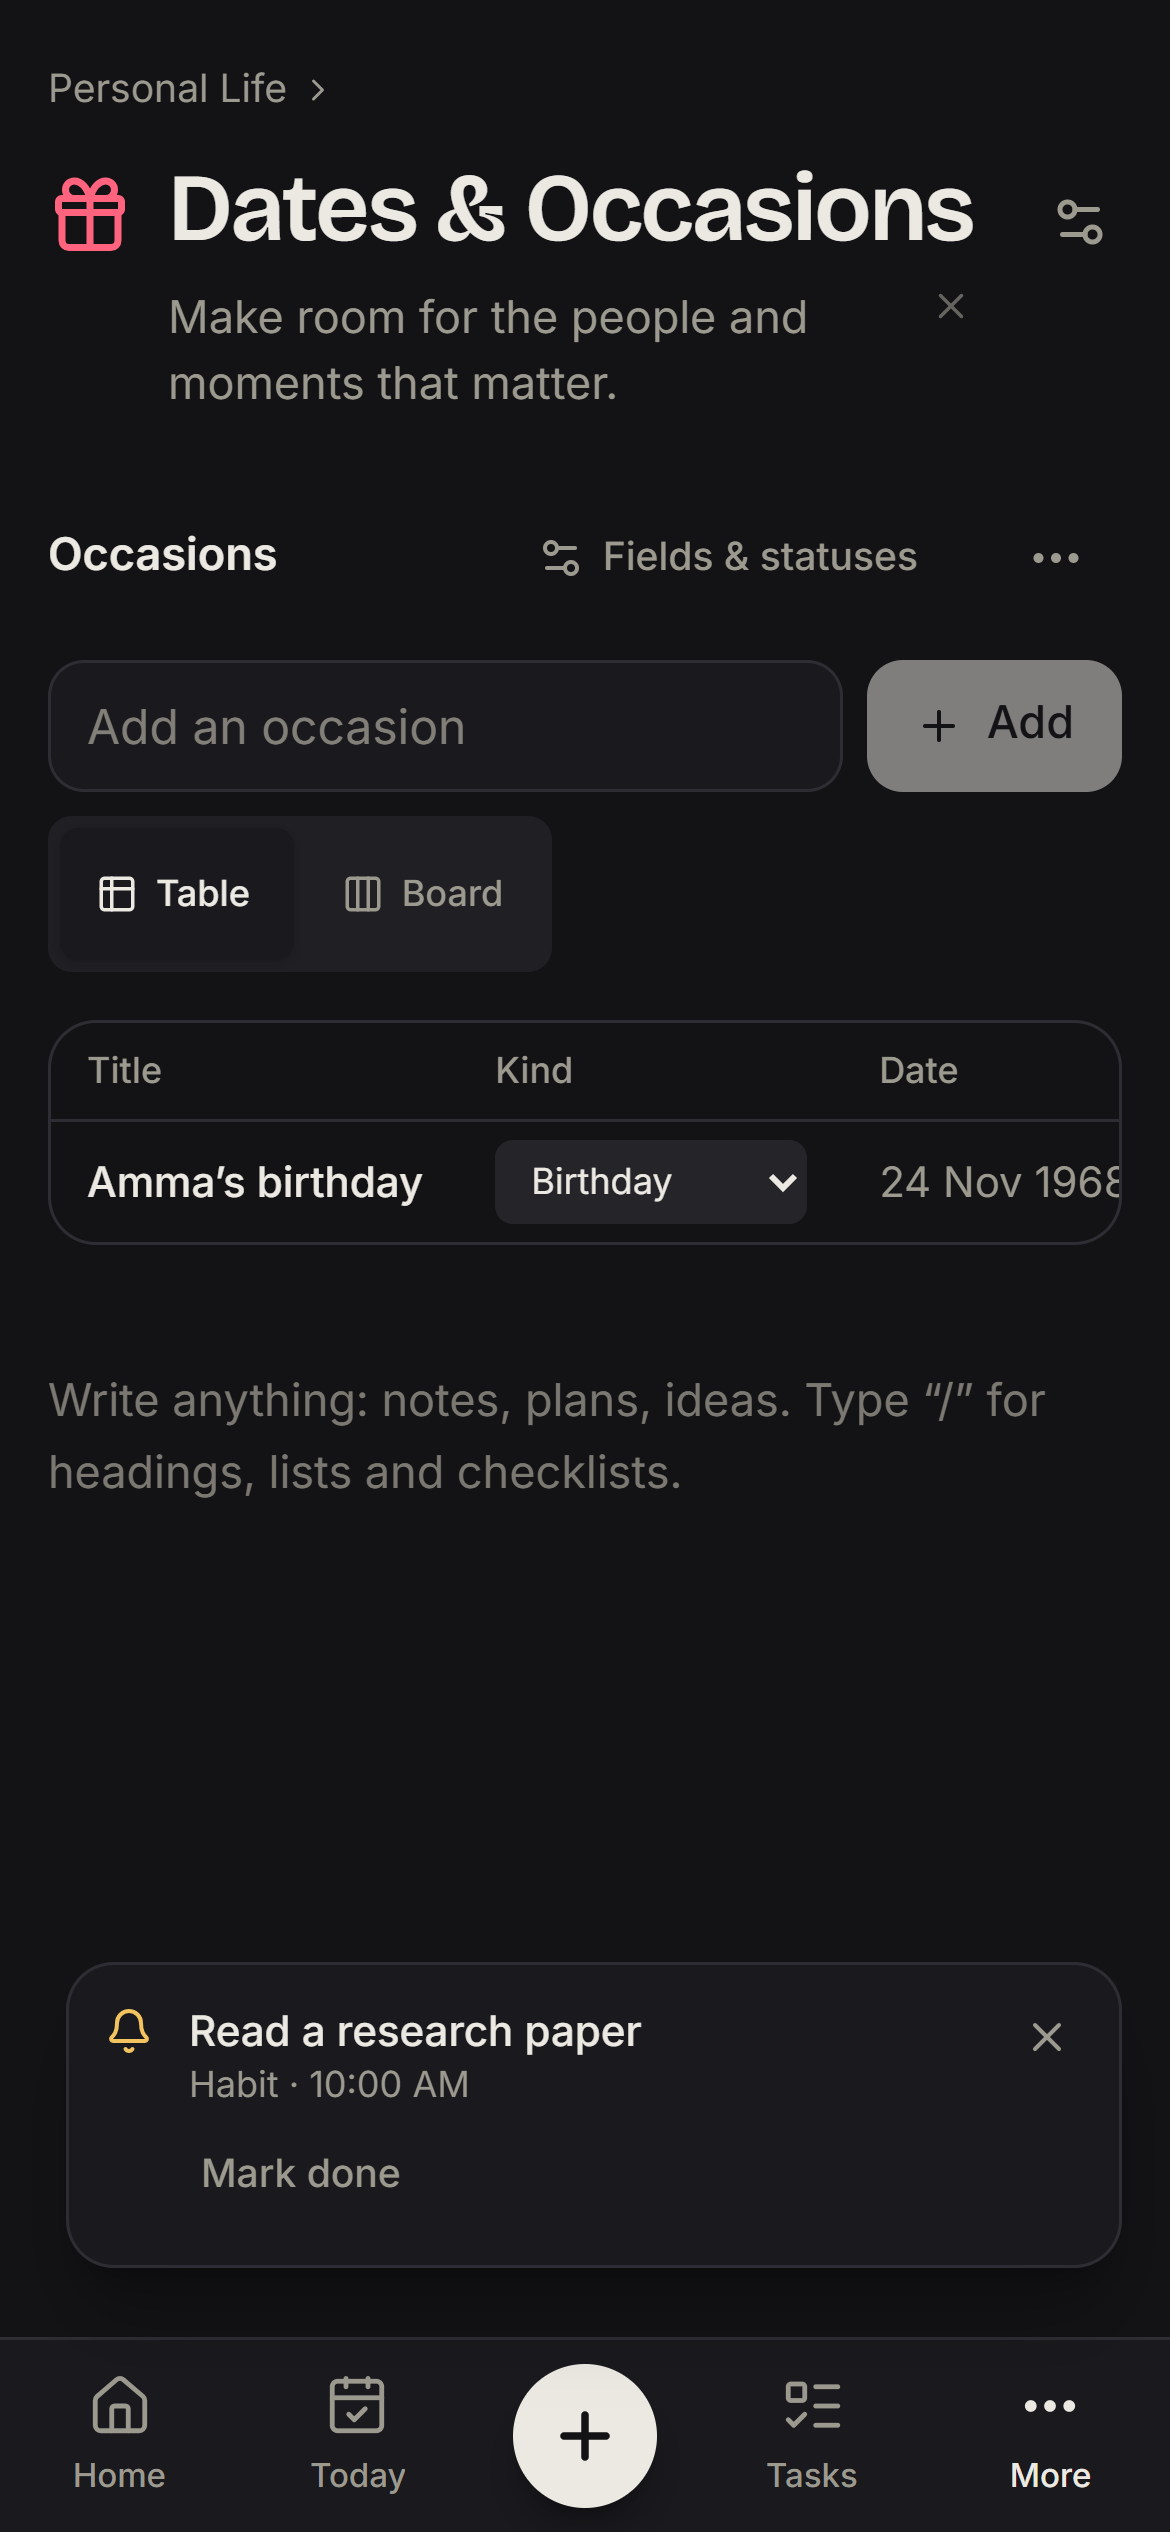 Personal Life
Dates & Occasions
Make room for the people and
moments that matter.
Occasions
Fields & statuses
Add an occasion
Add
Table
Board
Title Kind Date
Amma’s birthday Birthday 24 Nov 1968
Write anything: notes, plans, ideas. Type “/” for
headings, lists and checklists.
Read a research paper
Habit · 10:00 AM
Mark done
Home Today Tasks More